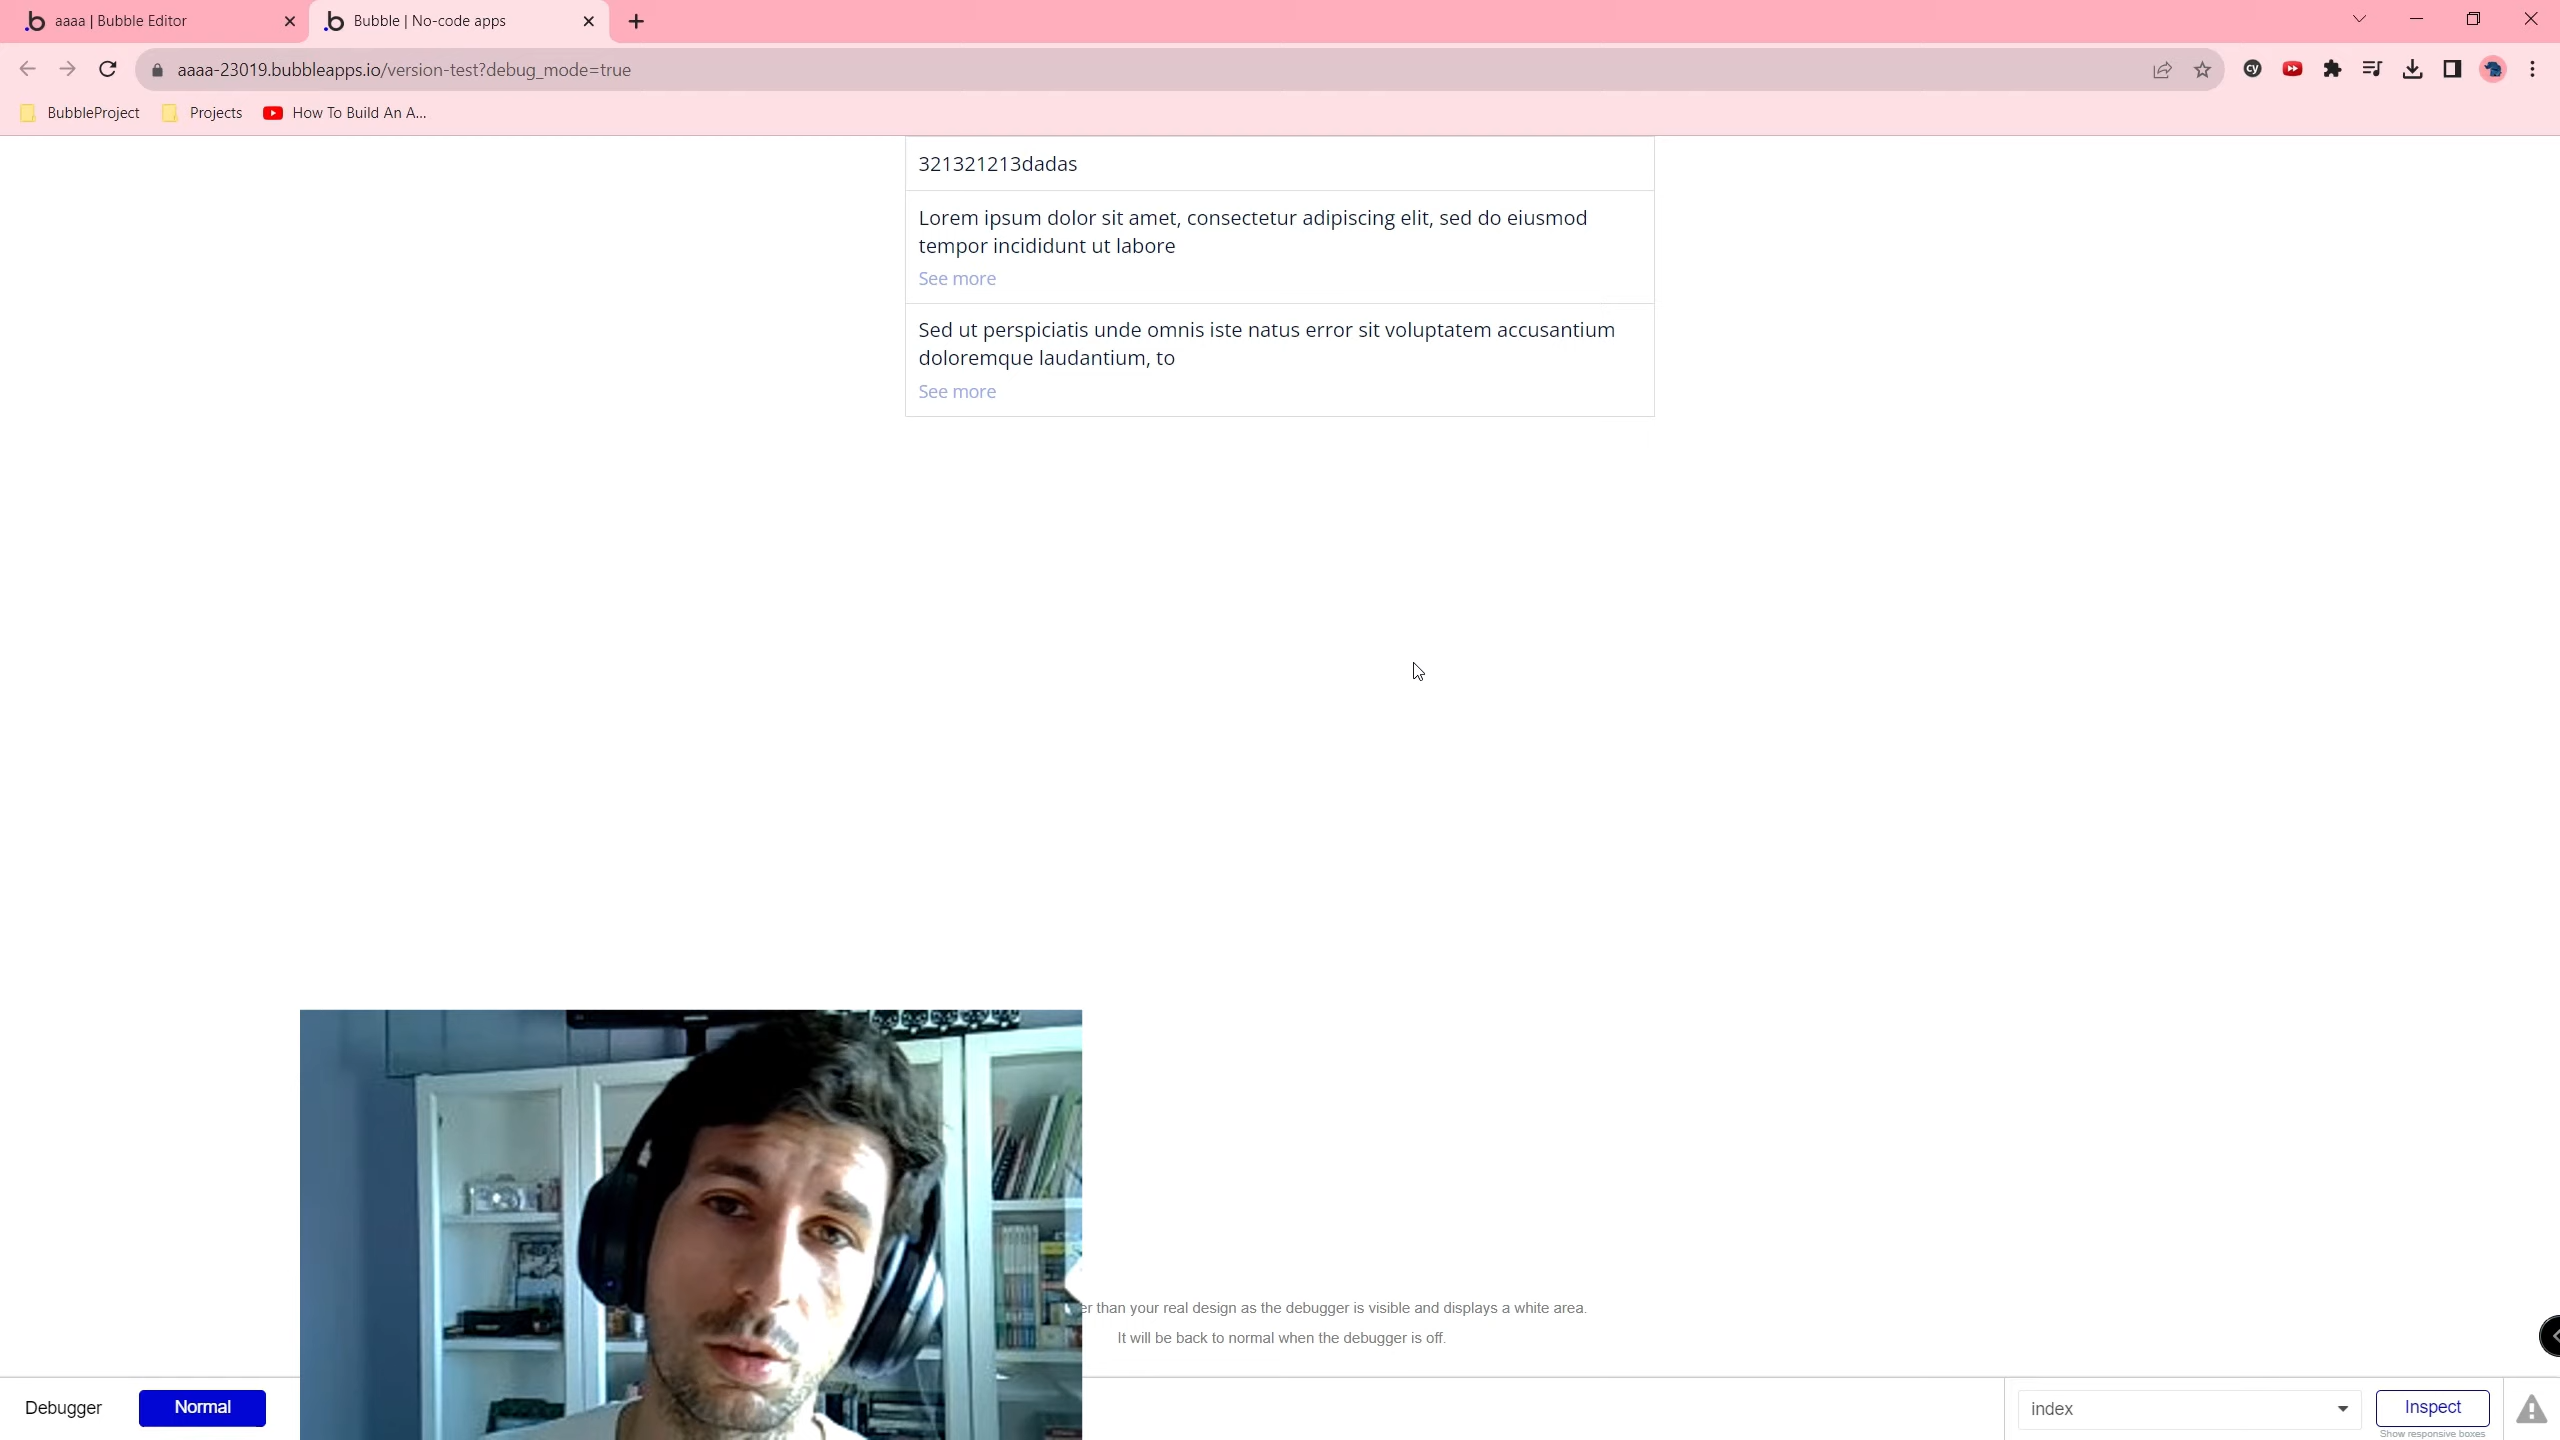 aaaa | Bubble Editor
Bubble | No-code apps
aaaa-23019.bubbleapps.io/version-test?debug_mode=true
BubbleProject
Projects
How To Build An A...
321321213dadas
Lorem ipsum dolor sit amet, consectetur adipiscing elit, sed do eiusmod
tempor incididunt ut labore
See more
Sed ut perspiciatis unde omnis iste natus error sit voluptatem accusantium
doloremque laudantium, to
See more
er than your real design as the debugger is visible and displays a white area.
It will be back to normal when the debugger is off.
Debugger
Normal
index
Inspect
Show responsive boxes